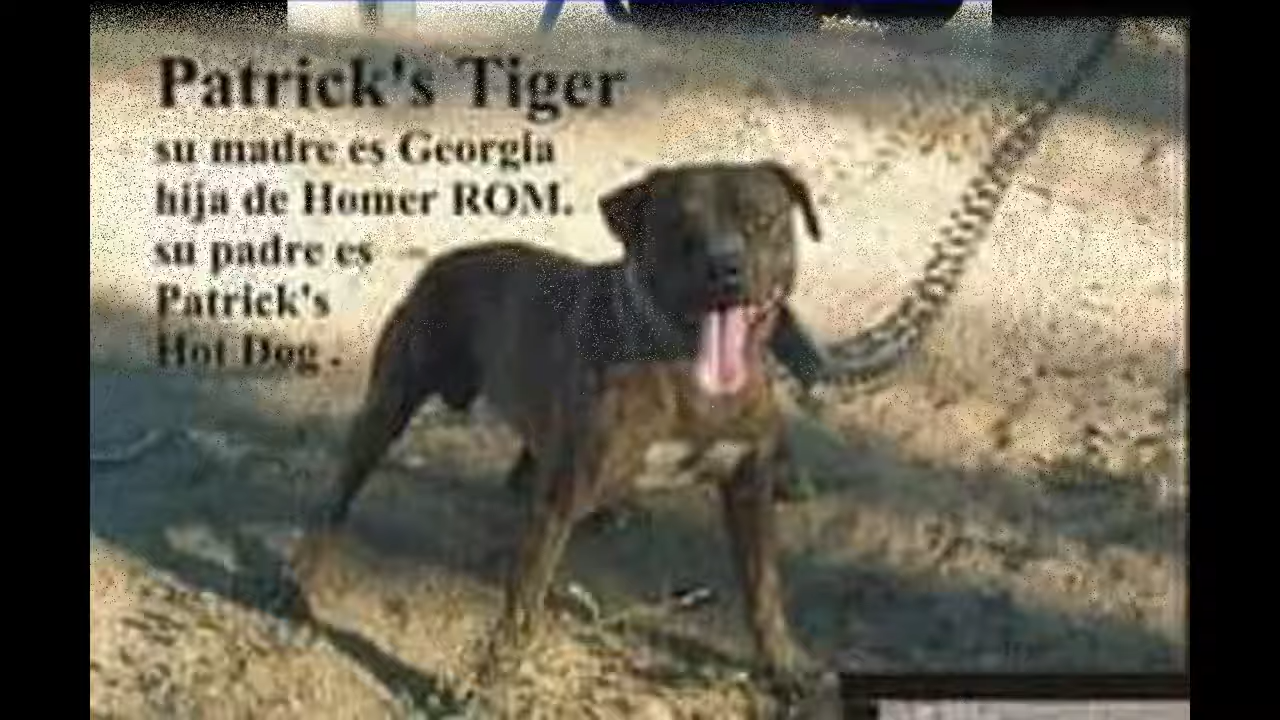 Patrick's Tiger
su madre es Georgia
hija de Homer ROM.
su padre es
Patrick's
Hot Dog .